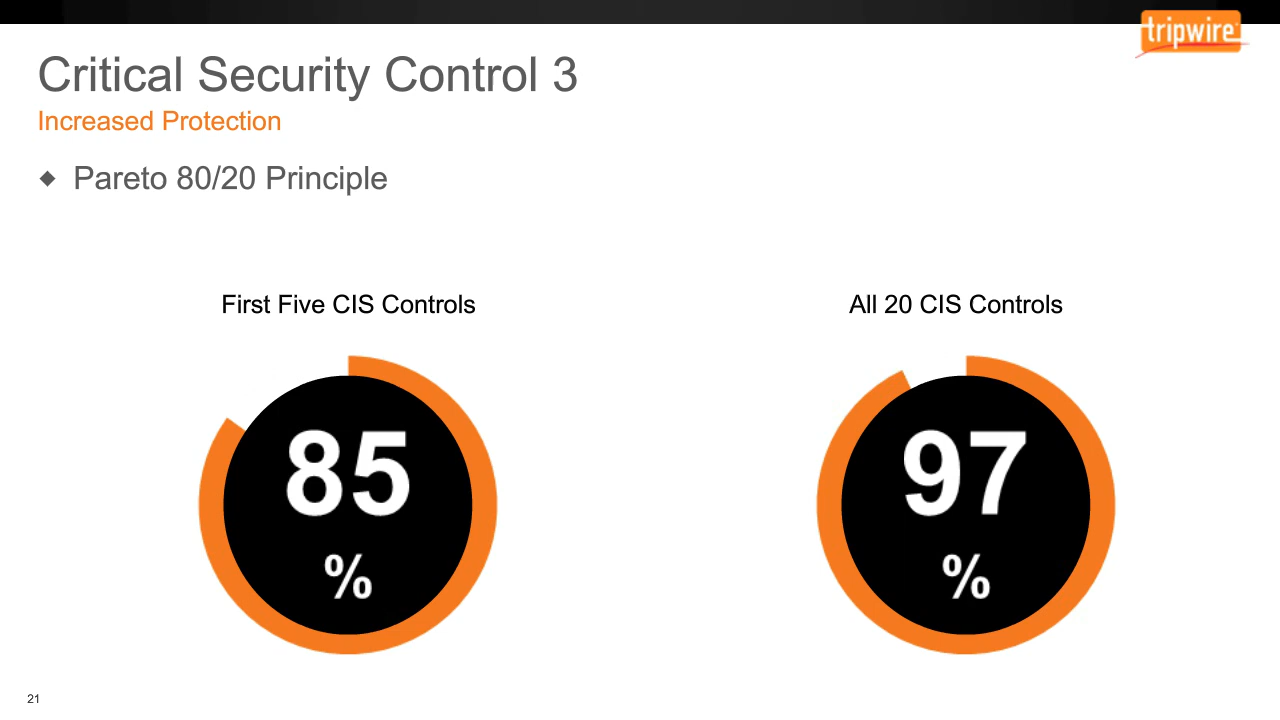 tripwire
Critical Security Control 3
Increased Protection
Pareto 80/20 Principle
First Five CIS Controls
All 20 CIS Controls
85
%
97
%
21